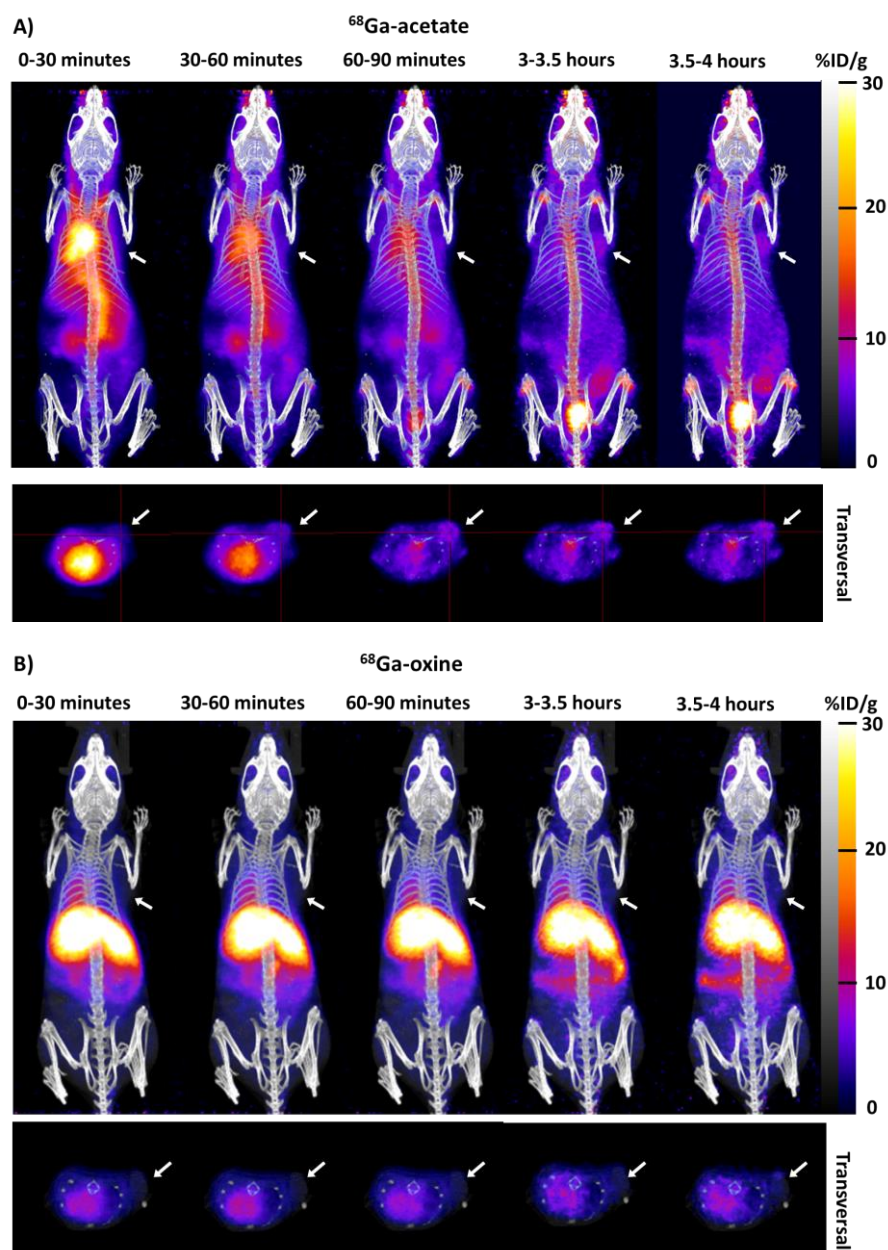 A)
⁶⁸Ga-acetate
0-30 minutes 30-60 minutes 60-90 minutes 3-3.5 hours 3.5-4 hours %ID/g
30
20
10
0
Transversal
B)
⁶⁸Ga-oxine
0-30 minutes 30-60 minutes 60-90 minutes 3-3.5 hours 3.5-4 hours %ID/g
30
20
10
0
Transversal